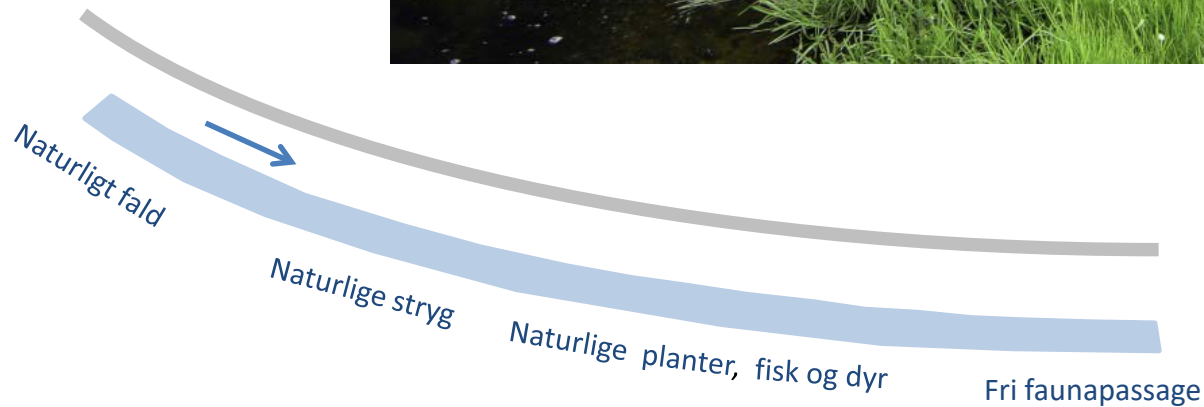 Naturligt fald
Naturlige stryg
Naturlige planter, fisk og dyr
Fri faunapassage